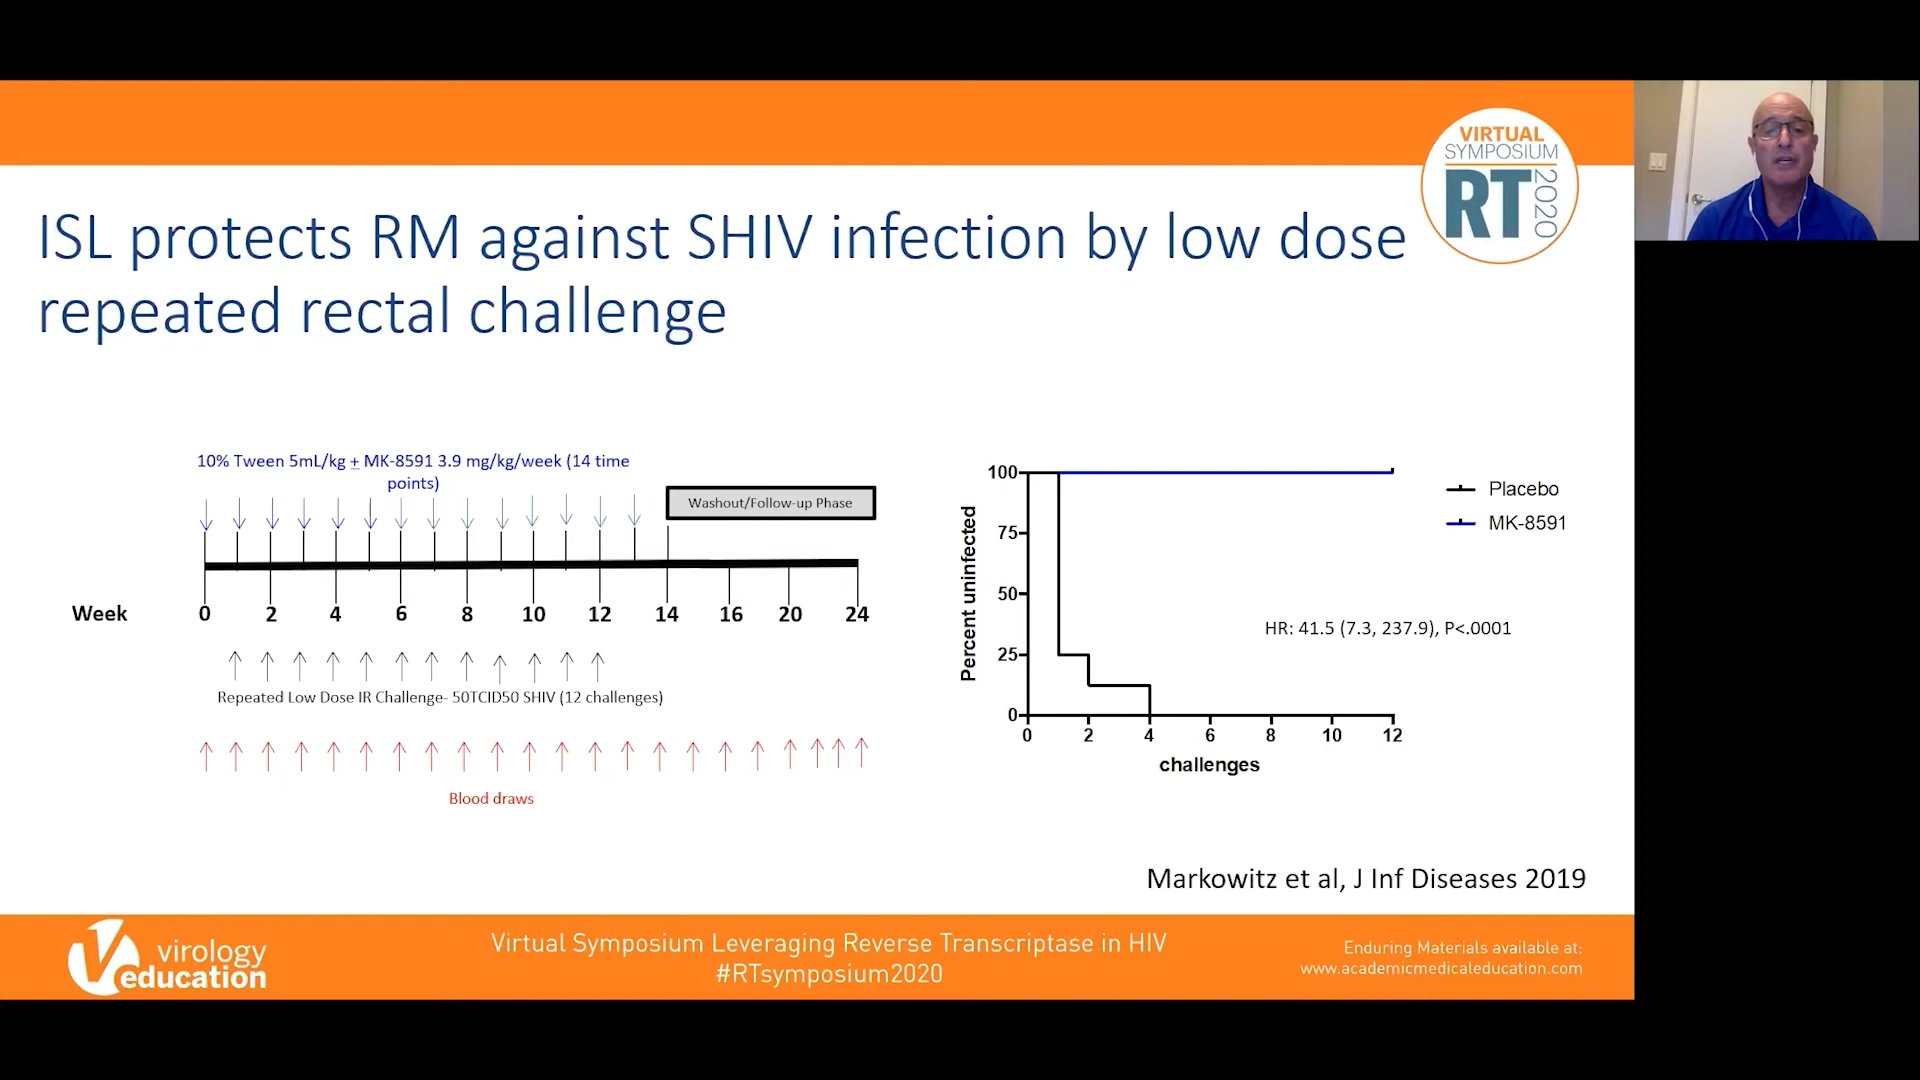 VIRTUAL
SYMPOSIUM
RT
2020
ISL protects RM against SHIV infection by low dose
repeated rectal challenge
10% Tween 5mL/kg ± MK-8591 3.9 mg/kg/week (14 time
points)
Washout/Follow-up Phase
Week 0 2 4 6 8 10 12 14 16 20 24
Repeated Low Dose IR Challenge- 50TCID50 SHIV (12 challenges)
Blood draws
Percent uninfected
100
75
50
25
0
0 2 4 6 8 10 12
challenges
Placebo
MK-8591
HR: 41.5 (7.3, 237.9), P<.0001
Markowitz et al, J Inf Diseases 2019
virology
education
Virtual Symposium Leveraging Reverse Transcriptase in HIV
#RTsymposium2020
Enduring Materials available at:
www.academicmedicaleducation.com